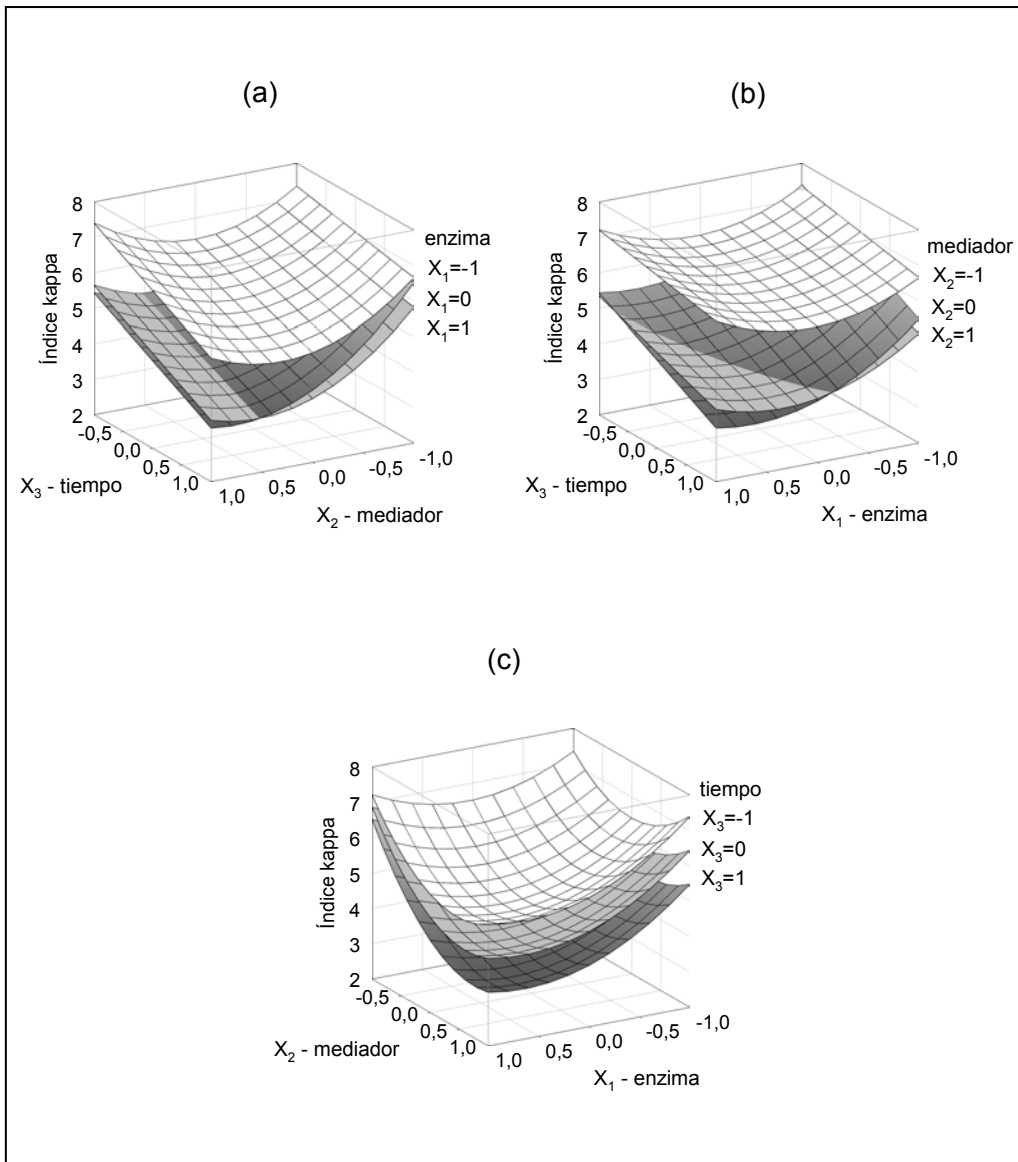 (a)
8
7
6
5
4
3
2
Índice kappa
-0,5
0,0
0,5
1,0
X3 - tiempo
1,0
0,5
0,0
-0,5
-1,0
X2 - mediador
enzima
X1=-1
X1=0
X1=1
(b)
8
7
6
5
4
3
2
Índice kappa
-0,5
0,0
0,5
1,0
X3 - tiempo
1,0
0,5
0,0
-0,5
-1,0
X1 - enzima
mediador
X2=-1
X2=0
X2=1
(c)
8
7
6
5
4
3
2
Índice kappa
-0,5
0,0
0,5
1,0
X2 - mediador
1,0
0,5
0,0
-0,5
-1,0
X1 - enzima
tiempo
X3=-1
X3=0
X3=1